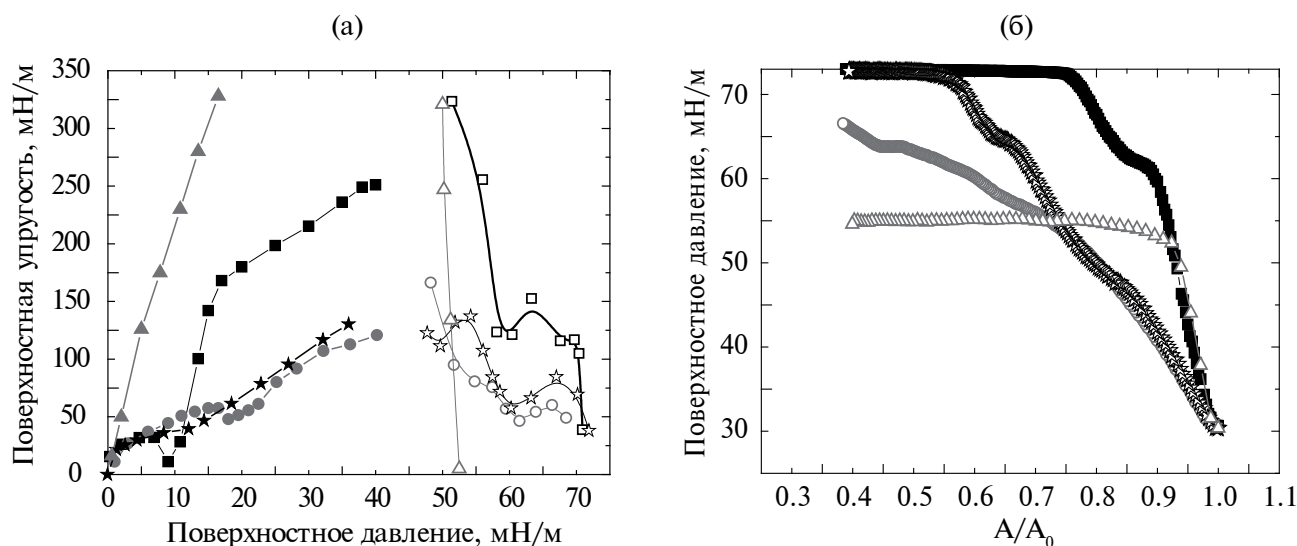 (а)
Поверхностная упругость, мН/м
350
300
250
200
150
100
50
0
0 10 20 30 40 50 60 70
Поверхностное давление, мН/м
(б)
Поверхностное давление, мН/м
70
60
50
40
30
0.3 0.4 0.5 0.6 0.7 0.8 0.9 1.0 1.1
A/A₀